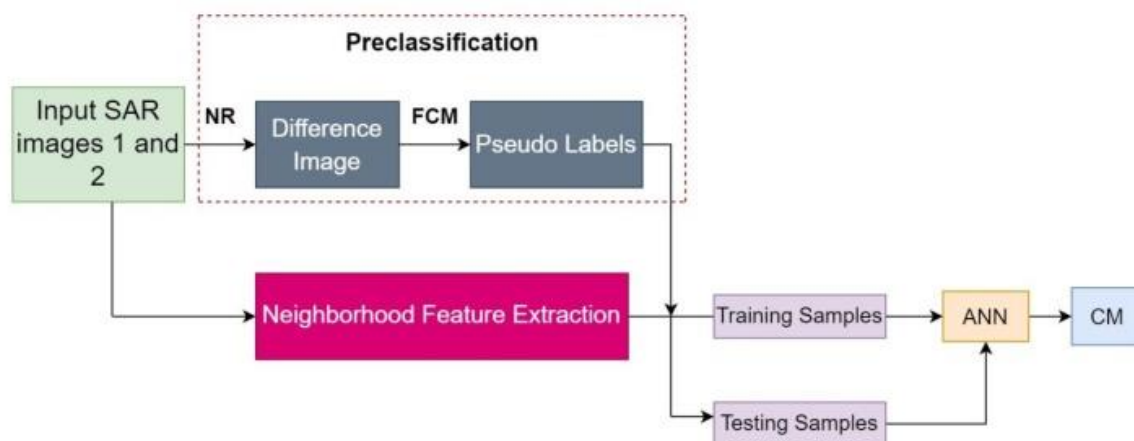 Preclassification
Input SAR
images 1 and
2
NR
Difference
Image
FCM
Pseudo Labels
Neighborhood Feature Extraction
Training Samples
ANN
CM
Testing Samples